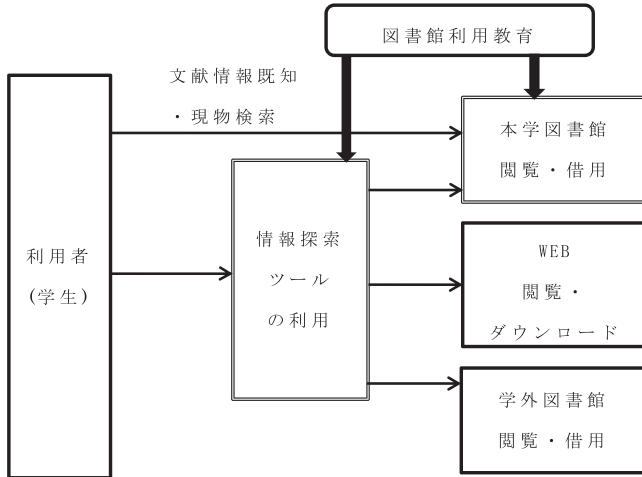 図書館利用教育
文献情報既知
・現物検索
本学図書館
閲覧・借用
利用者
(学生)
情報探索
ツール
の利用
WEB
閲覧・
ダウンロード
学外図書館
閲覧・借用